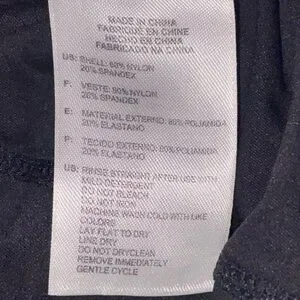 MADE IN CHINA
FABRIQUÉ EN CHINE
HECHO EN CHINA
FABRICADO NA CHINA
US: SHELL: 80% NYLON
20% SPANDEX
F: VESTE: 80% NYLON
20% SPANDEX
E: MATERIAL EXTERNO: 80% POLIAMIDA
20% ELASTANO
P: TECIDO EXTERNO: 80% POLIAMIDA
20% ELASTANO
US: RINSE STRAIGHT AFTER USE WITH
MILD DETERGENT
DO NOT BLEACH
DO NOT IRON
MACHINE WASH COLD WITH LIKE
COLORS
LAY FLAT TO DRY
LINE DRY
DO NOT DRYCLEAN
REMOVE IMMEDIATELY
GENTLE CYCLE